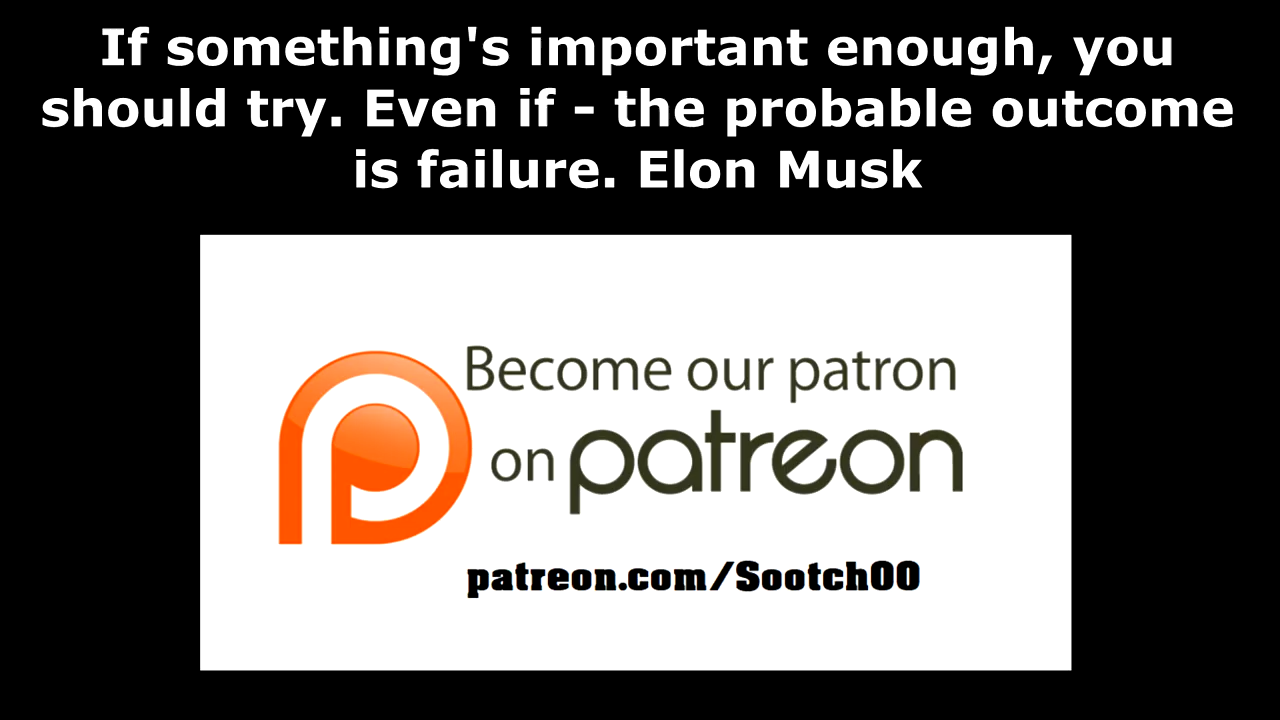 If something's important enough, you
should try. Even if - the probable outcome
is failure. Elon Musk
Become our patron
on patreon
patreon.com/Sootch00